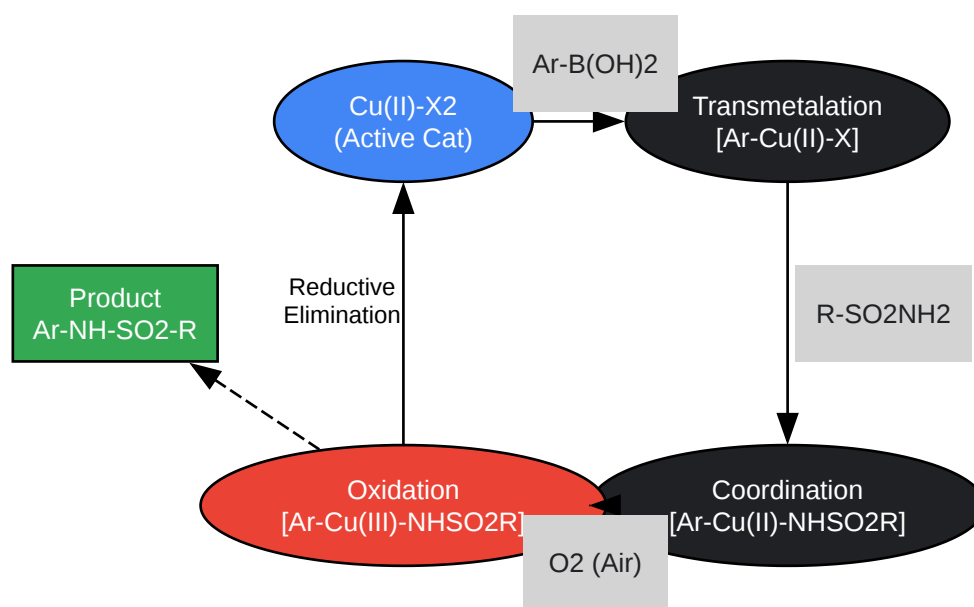 Ar-B(OH)2
Cu(II)-X2
(Active Cat)
Transmetalation
[Ar-Cu(II)-X]
Product
Ar-NH-SO2-R
Reductive
Elimination
R-SO2NH2
Oxidation
[Ar-Cu(III)-NHSO2R]
Coordination
[Ar-Cu(II)-NHSO2R]
O2 (Air)